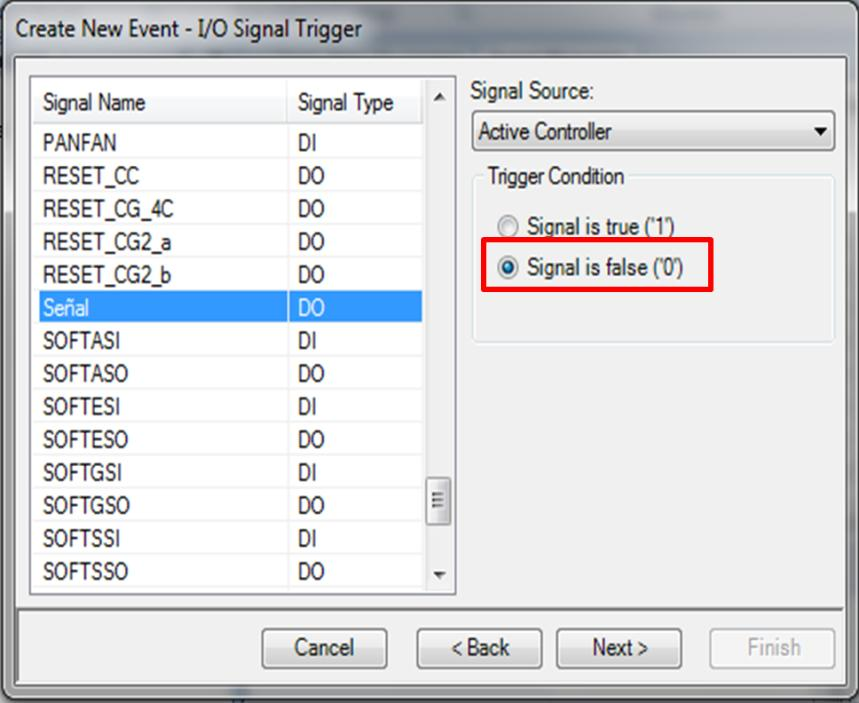 Create New Event - I/O Signal Trigger
Signal Name Signal Type
PANFAN DI
RESET_CC DO
RESET_CG_4C DO
RESET_CG2_a DO
RESET_CG2_b DO
Señal DO
SOFTASI DI
SOFTASO DO
SOFTESI DI
SOFTESO DO
SOFTGSI DI
SOFTGSO DO
SOFTSSI DI
SOFTSSO DO
Signal Source:
Active Controller
Trigger Condition
Signal is true ('1')
Signal is false ('0')
Cancel < Back Next > Finish